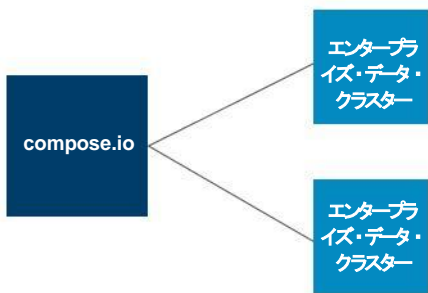 compose.io
エンタープラ
イズ・データ・
クラスター
エンタープラ
イズ・データ・
クラスター